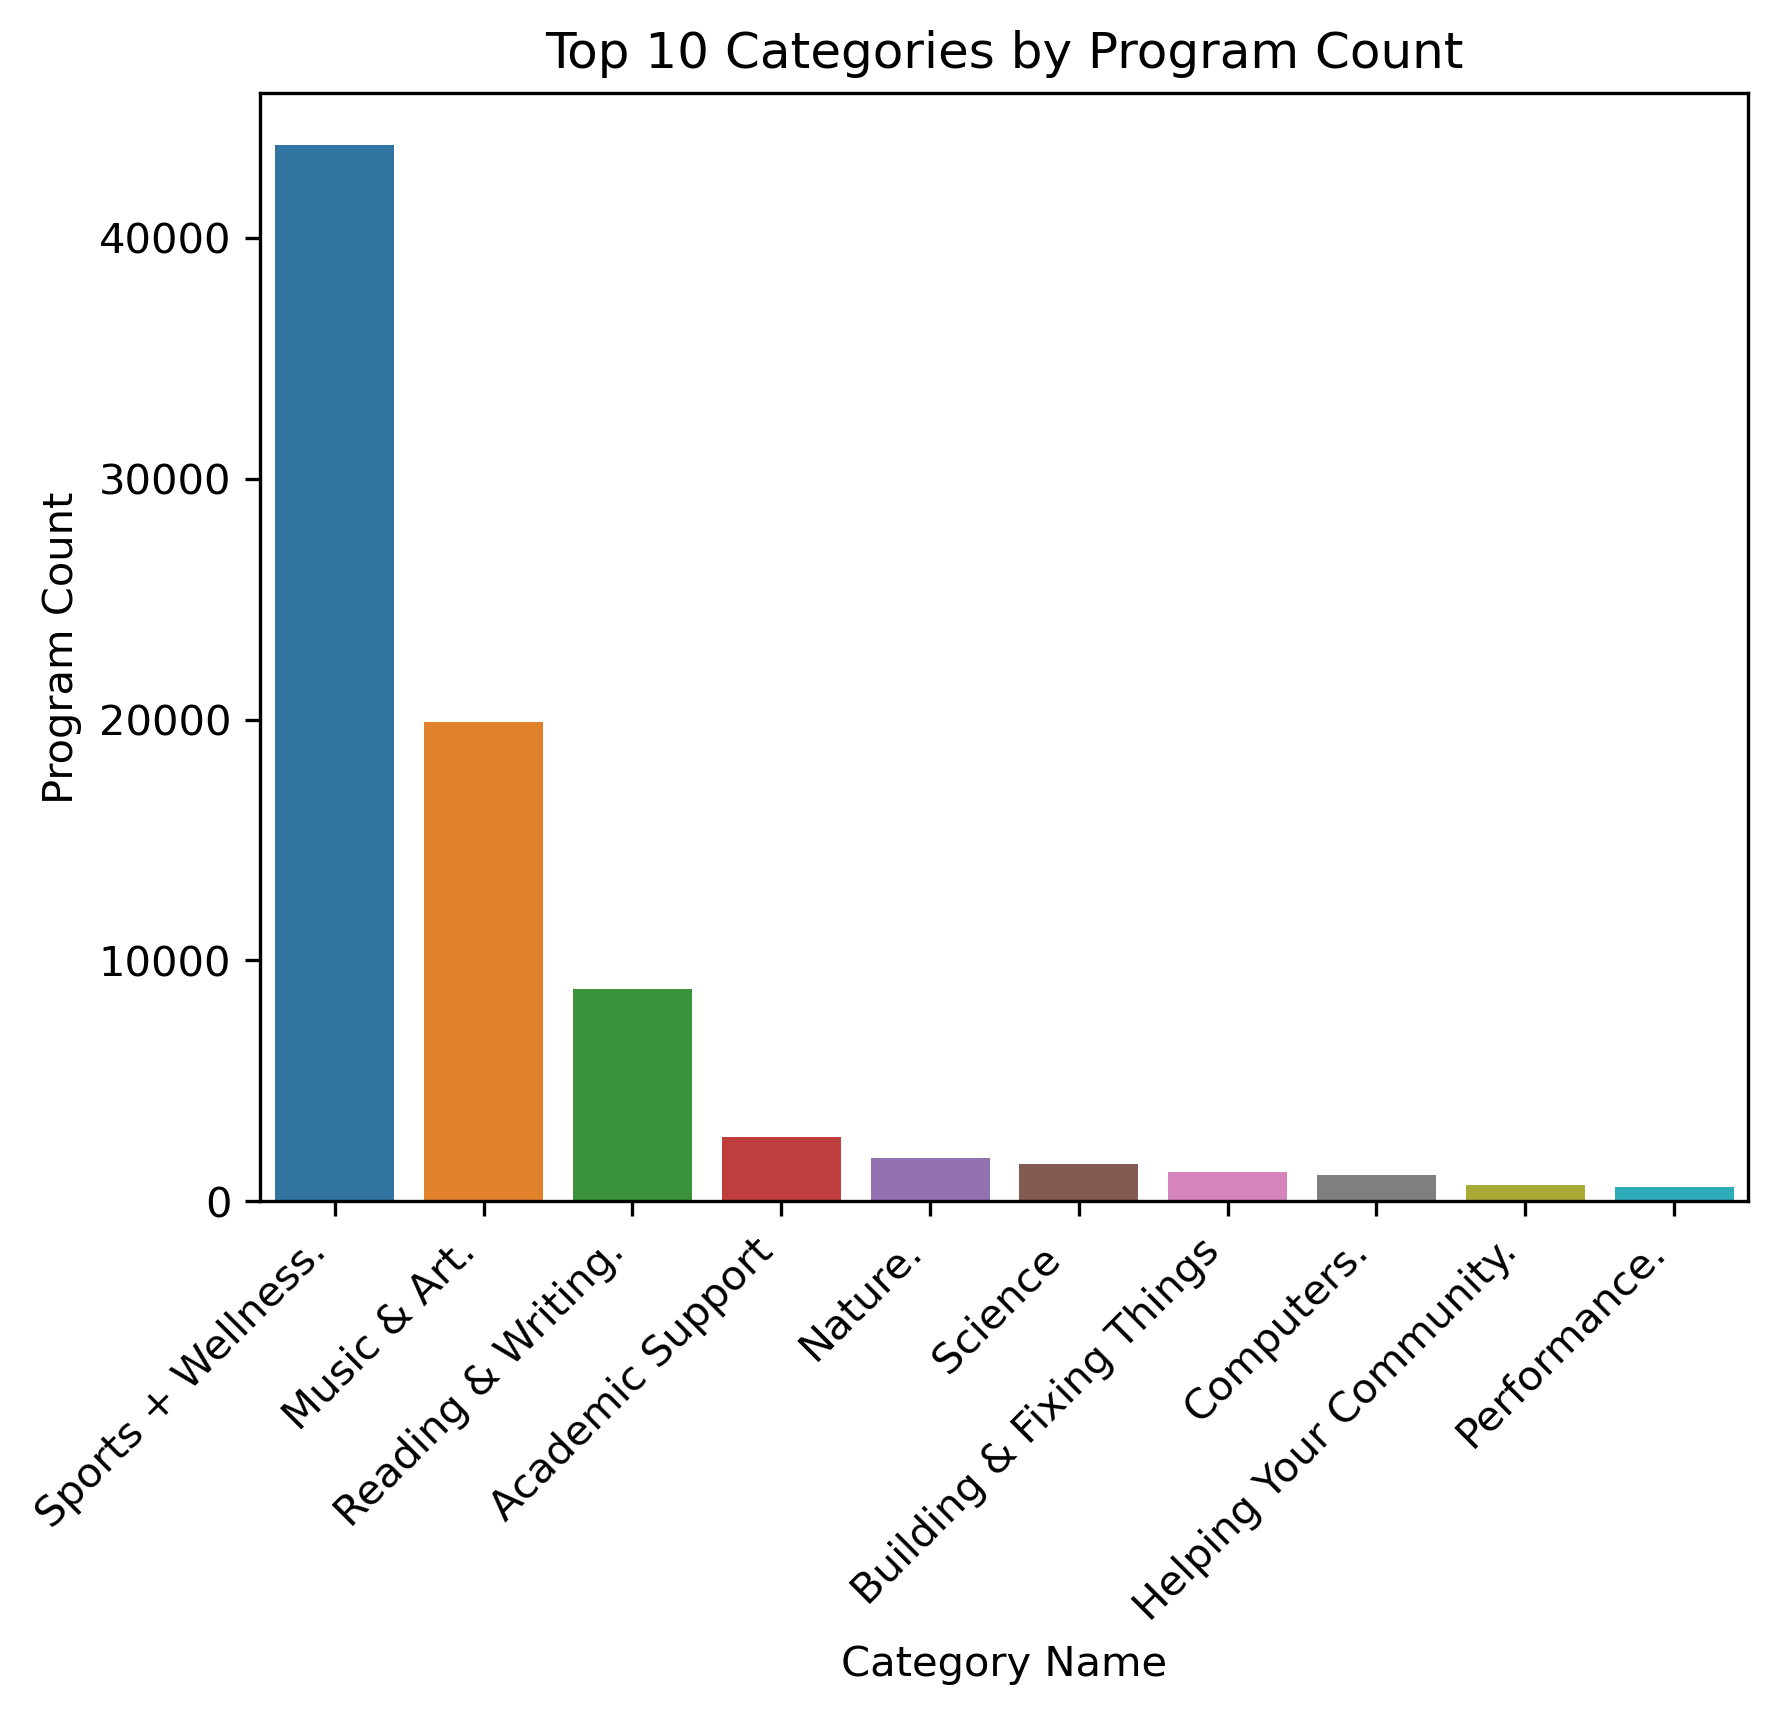 Top 10 Categories by Program Count
Program Count
40000
30000
20000
10000
0
Sports + Wellness.
Music & Art.
Reading & Writing.
Academic Support
Nature.
Science
Building & Fixing Things
Computers.
Helping Your Community.
Performance.
Category Name